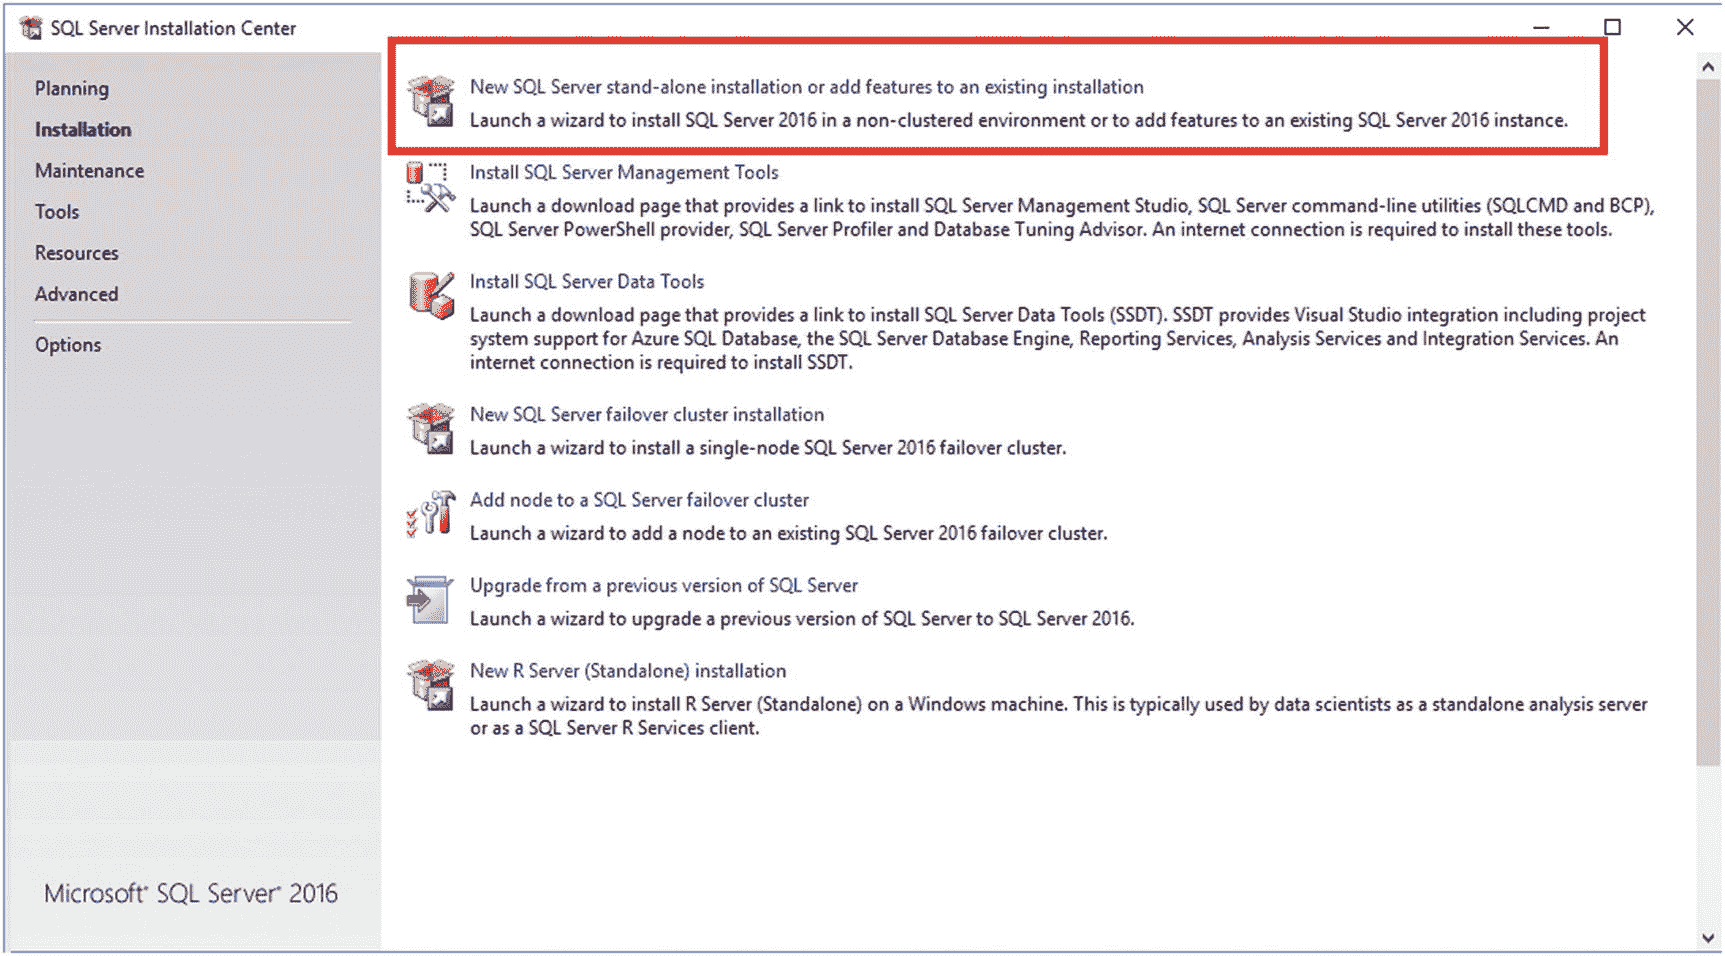 SQL Server Installation Center
Planning
Installation
Maintenance
Tools
Resources
Advanced
Options
Microsoft® SQL Server® 2016
New SQL Server stand-alone installation or add features to an existing installation
Launch a wizard to install SQL Server 2016 in a non-clustered environment or to add features to an existing SQL Server 2016 instance.
Install SQL Server Management Tools
Launch a download page that provides a link to install SQL Server Management Studio, SQL Server command-line utilities (SQLCMD and BCP),
SQL Server PowerShell provider, SQL Server Profiler and Database Tuning Advisor. An internet connection is required to install these tools.
Install SQL Server Data Tools
Launch a download page that provides a link to install SQL Server Data Tools (SSDT). SSDT provides Visual Studio integration including project
system support for Azure SQL Database, the SQL Server Database Engine, Reporting Services, Analysis Services and Integration Services. An
internet connection is required to install SSDT.
New SQL Server failover cluster installation
Launch a wizard to install a single-node SQL Server 2016 failover cluster.
Add node to a SQL Server failover cluster
Launch a wizard to add a node to an existing SQL Server 2016 failover cluster.
Upgrade from a previous version of SQL Server
Launch a wizard to upgrade a previous version of SQL Server to SQL Server 2016.
New R Server (Standalone) installation
Launch a wizard to install R Server (Standalone) on a Windows machine. This is typically used by data scientists as a standalone analysis server
or as a SQL Server R Services client.